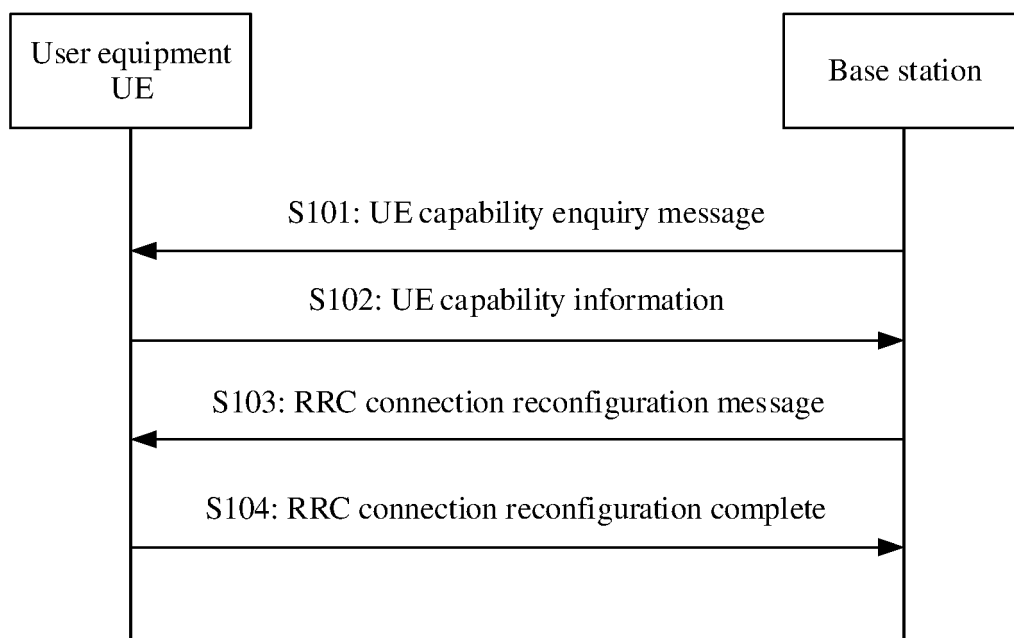 User equipment
UE
Base station
S101: UE capability enquiry message
S102: UE capability information
S103: RRC connection reconfiguration message
S104: RRC connection reconfiguration complete